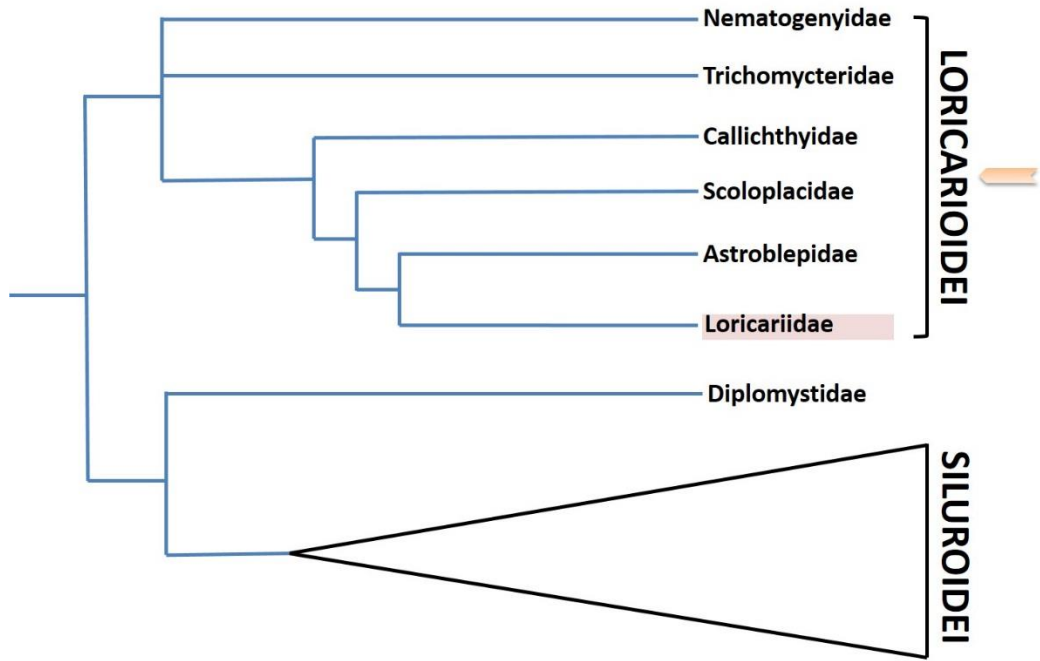 Nematogenyidae
Trichomycteridae
Callichthyidae
Scoloplacidae
Astroblepidae
Loricariidae
LORICARIOIDEI
Diplomystidae
SILUROIDEI